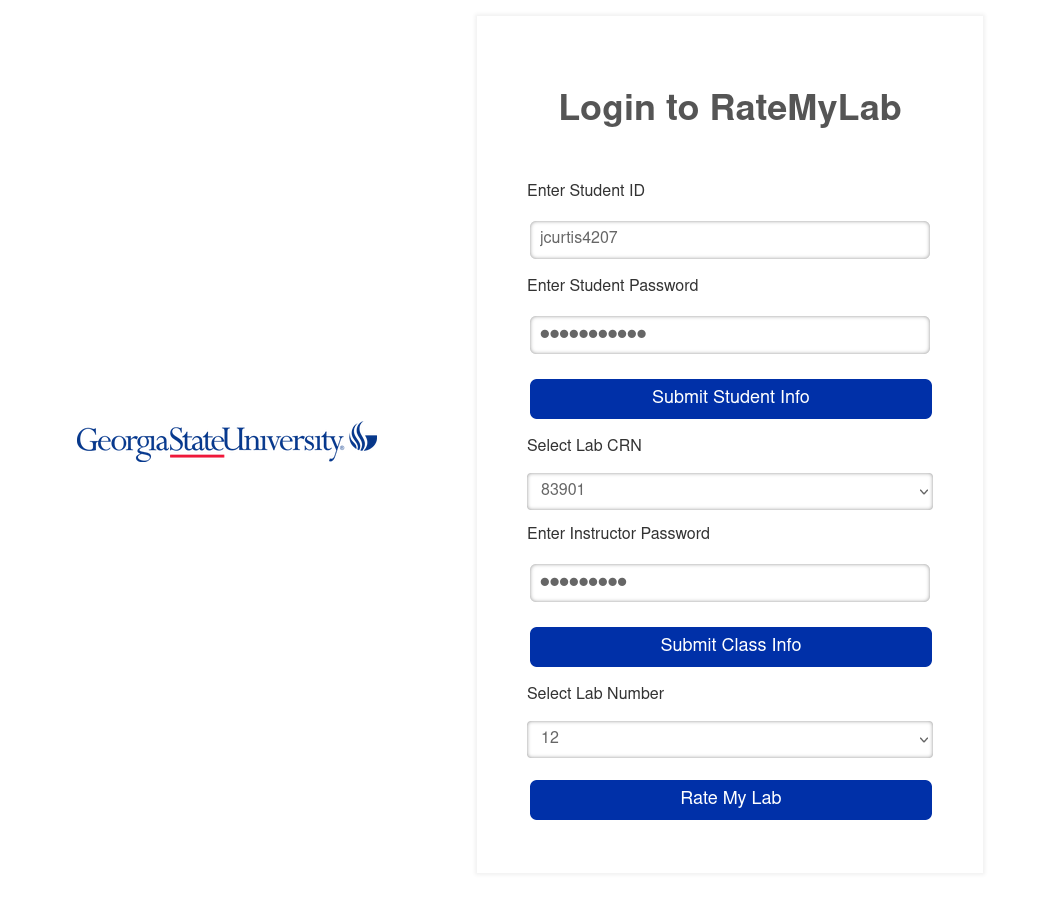 Login to RateMyLab
Enter Student ID
jcurtis4207
Enter Student Password
●●●●●●●●●●●
Submit Student Info
GeorgiaStateUniversity®
Select Lab CRN
83901
Enter Instructor Password
●●●●●●●●●
Submit Class Info
Select Lab Number
12
Rate My Lab